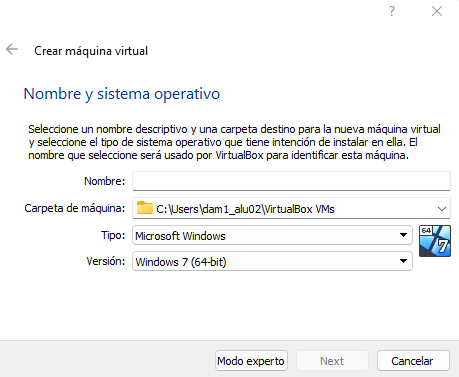 ?
Crear máquina virtual
Nombre y sistema operativo
Seleccione un nombre descriptivo y una carpeta destino para la nueva máquina virtual
y seleccione el tipo de sistema operativo que tiene intención de instalar en ella. El
nombre que seleccione será usado por VirtualBox para identificar esta máquina.
Nombre:
Carpeta de máquina: C:\Users\dam1_alu02\VirtualBox VMs
Tipo: Microsoft Windows
64
7
Versión: Windows 7 (64-bit)
Modo experto Next Cancelar